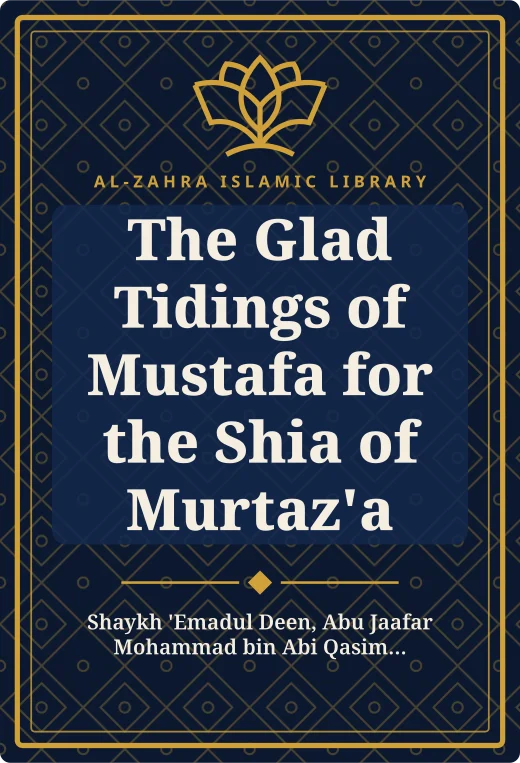 AL-ZAHRA ISLAMIC LIBRARY
The Glad
Tidings of
Mustafa for
the Shia of
Murtaz'a
Shaykh 'Emadul Deen, Abu Jaafar
Mohammad bin Abi Qasim...